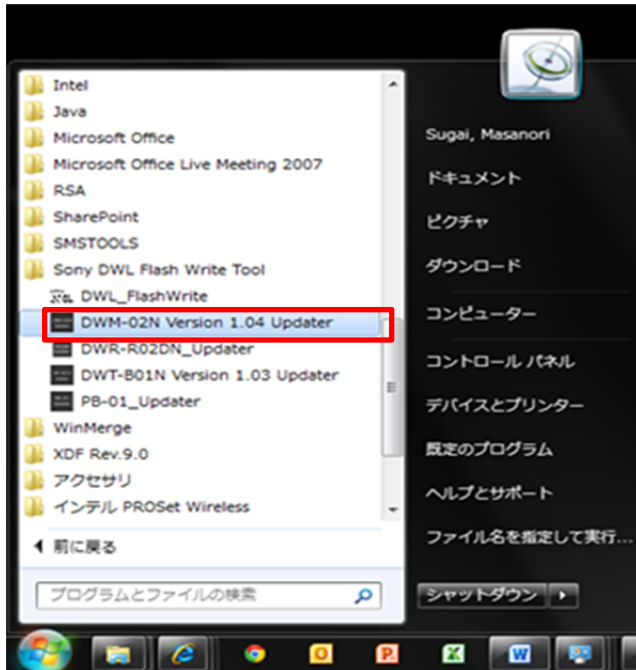 Intel
Java
Microsoft Office
Microsoft Office Live Meeting 2007
RSA
SharePoint
SMSTOOLS
Sony DWL Flash Write Tool
DWL_FlashWrite
DWM-02N Version 1.04 Updater
DWR-R02DN_Updater
DWT-B01N Version 1.03 Updater
PB-01_Updater
WinMerge
XDF Rev.9.0
アクセサリ
インテル PROSet Wireless
前に戻る
プログラムとファイルの検索
Sugai, Masanori
ドキュメント
ピクチャ
ダウンロード
コンピューター
コントロール パネル
デバイスとプリンター
既定のプログラム
ヘルプとサポート
ファイル名を指定して実行...
シャットダウン